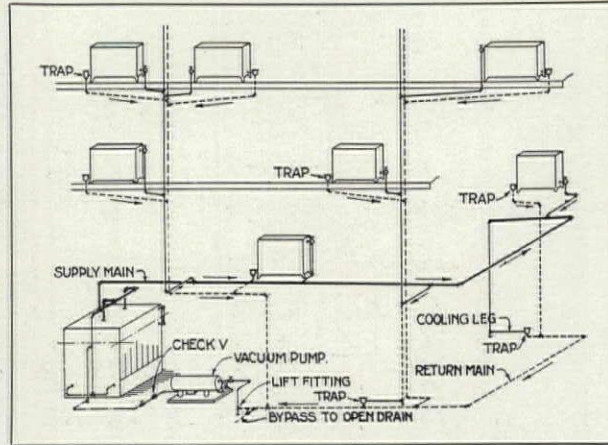 TRAP
TRAP
TRAP
SUPPLY MAIN
COOLING LEG
TRAP
CHECK V
VACUUM PUMP.
LIFT FITTING
TRAP
RETURN MAIN
BYPASS TO OPEN DRAIN